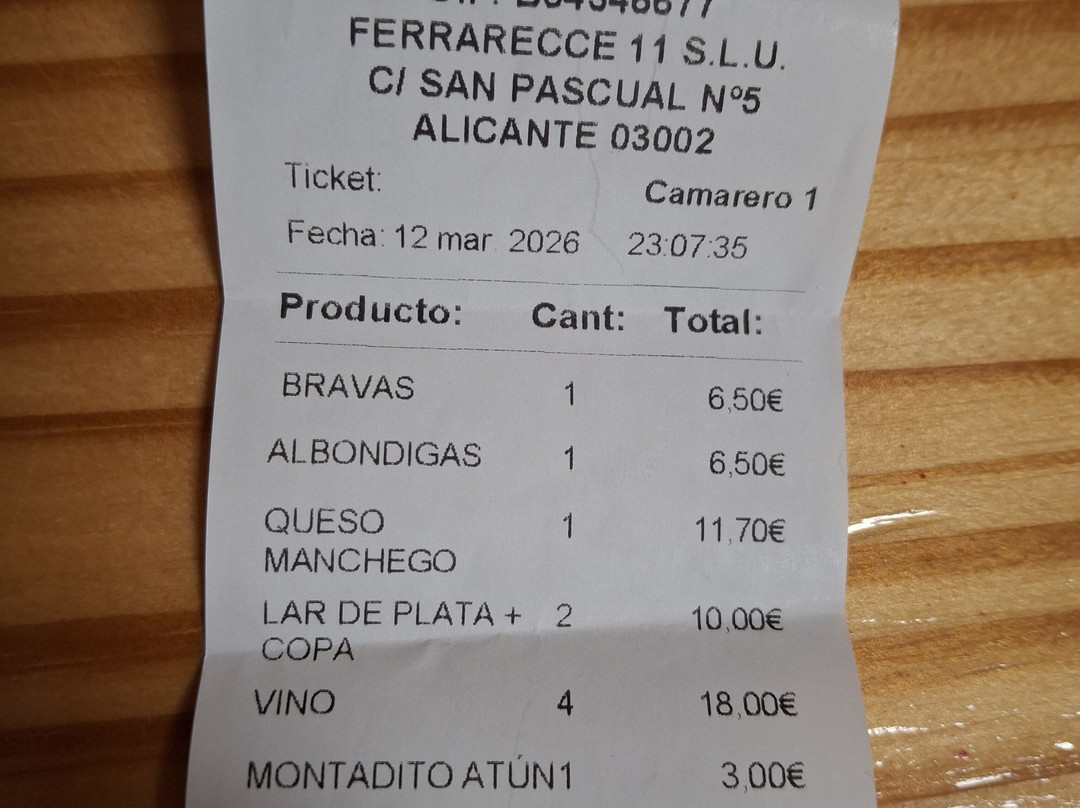 FERRARECCE 11 S.L.U.
C/ SAN PASCUAL Nº5
ALICANTE 03002
Ticket: Camarero 1
Fecha: 12 mar. 2026 23:07:35
Producto: Cant: Total:
BRAVAS 1 6,50€
ALBONDIGAS 1 6,50€
QUESO 1 11,70€
MANCHEGO
LAR DE PLATA + 2 10,00€
COPA
VINO 4 18,00€
MONTADITO ATÚN1 3,00€